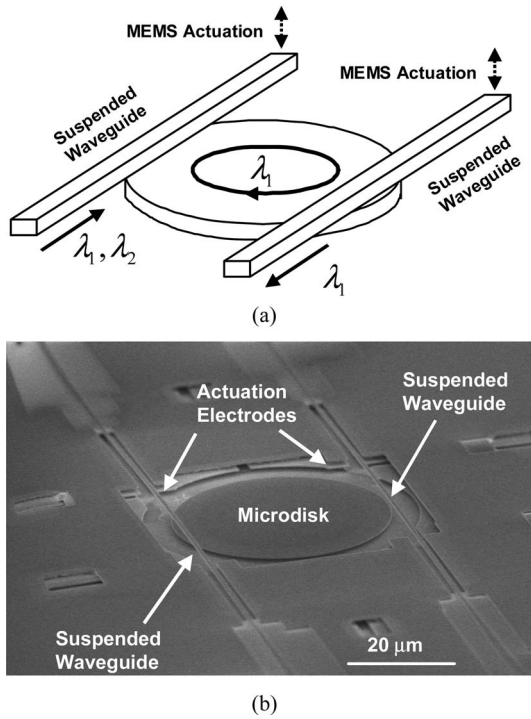 MEMS Actuation
MEMS Actuation
Suspended
Waveguide
Suspended
Waveguide
λ1
λ1, λ2
λ1
(a)
Actuation
Electrodes
Suspended
Waveguide
Microdisk
Suspended
Waveguide
20 μm
(b)